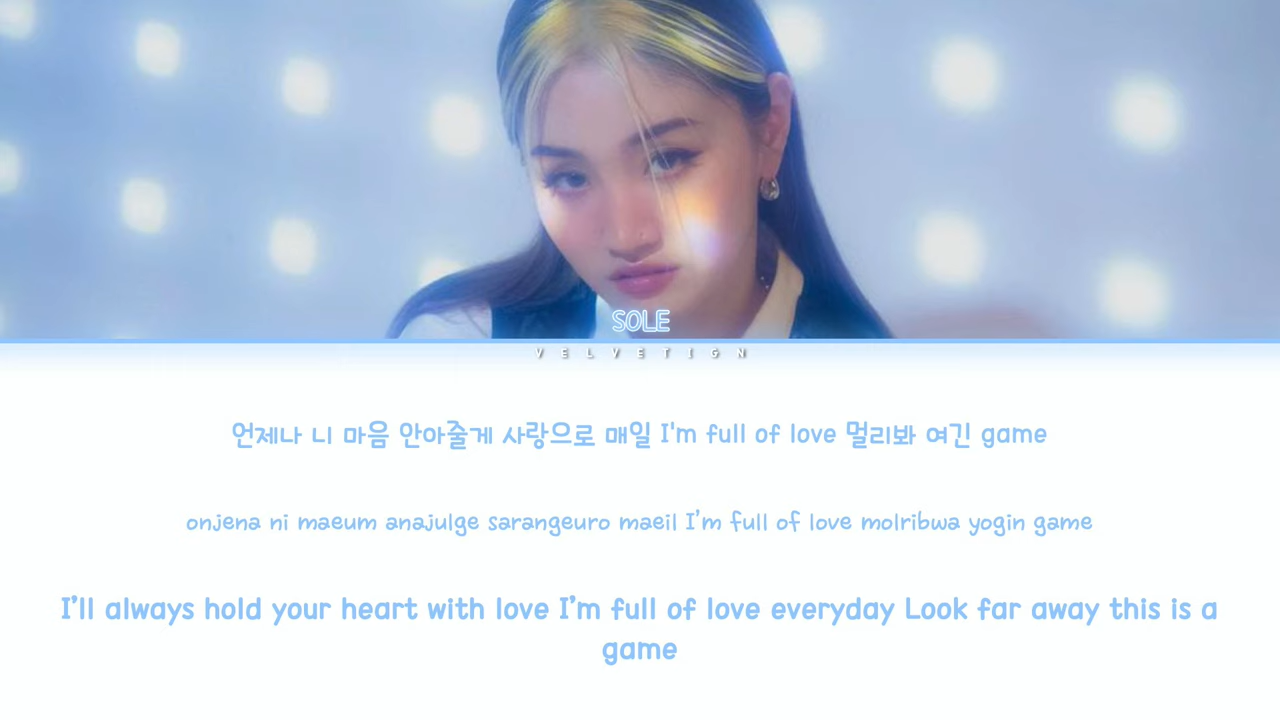 SOLE
VELVETIGN
언제나 니 마음 안아줄게 사랑으로 매일 I'm full of love 멀리봐 여긴 game
onjena ni maeum anajulge sarangeuro maeil I'm full of love molribwa yogin game
I'll always hold your heart with love I'm full of love everyday Look far away this is a
game